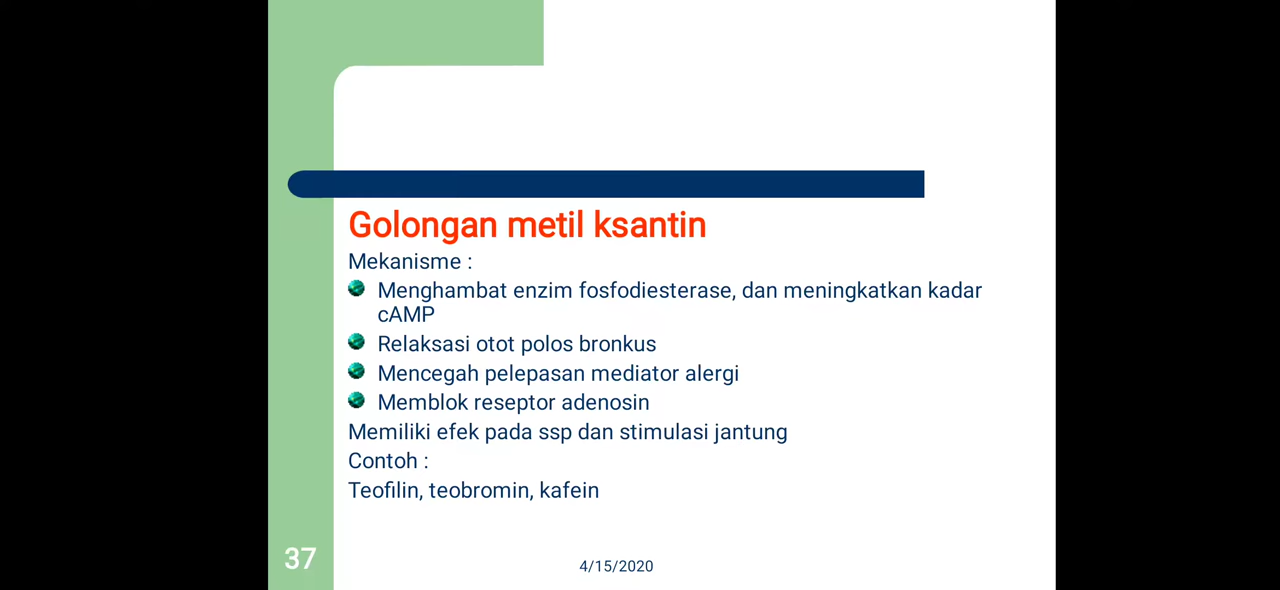 Golongan metil ksantin
Mekanisme :
Menghambat enzim fosfodiesterase, dan meningkatkan kadar
cAMP
Relaksasi otot polos bronkus
Mencegah pelepasan mediator alergi
Memblok reseptor adenosin
Memiliki efek pada ssp dan stimulasi jantung
Contoh :
Teofilin, teobromin, kafein
37
4/15/2020